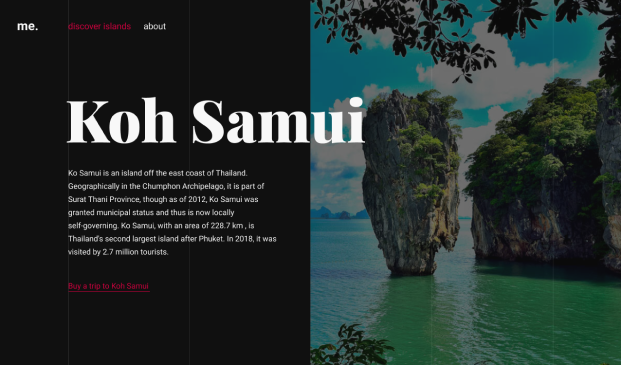 me.
discover islands
about
Koh Samui
Ko Samui is an island off the east coast of Thailand.
Geographically in the Chumphon Archipelago, it is part of
Surat Thani Province, though as of 2012, Ko Samui was
granted municipal status and thus is now locally
self-governing. Ko Samui, with an area of 228.7 km , is
Thailand's second largest island after Phuket. In 2018, it was
visited by 2.7 million tourists.
Buy a trip to Koh Samui